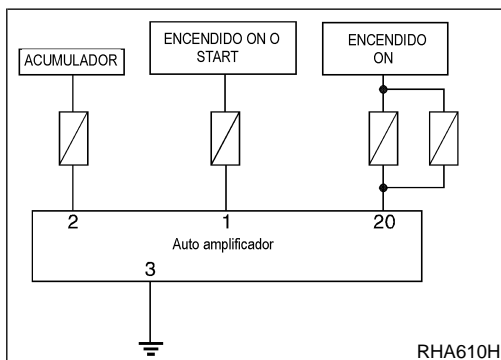 ACUMULADOR
ENCENDIDO ON O
START
ENCENDIDO
ON
2
1
20
Auto amplificador
3
RHA610H